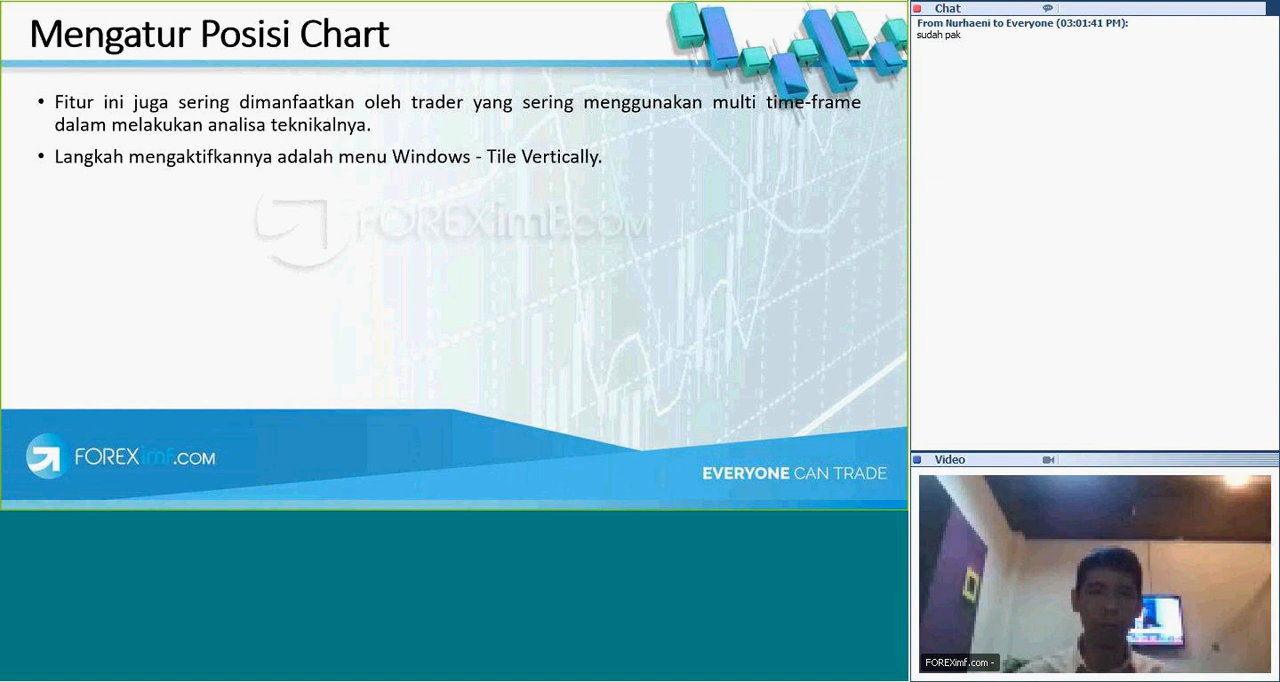 Mengatur Posisi Chart
• Fitur ini juga sering dimanfaatkan oleh trader yang sering menggunakan multi time-frame
dalam melakukan analisa teknikalnya.
• Langkah mengaktifkannya adalah menu Windows - Tile Vertically.
FOREXimf.COM
FOREXimf.COM
EVERYONE CAN TRADE
Chat
From Nurhaeni to Everyone (03:01:41 PM):
sudah pak
Video
FOREXimf.com -